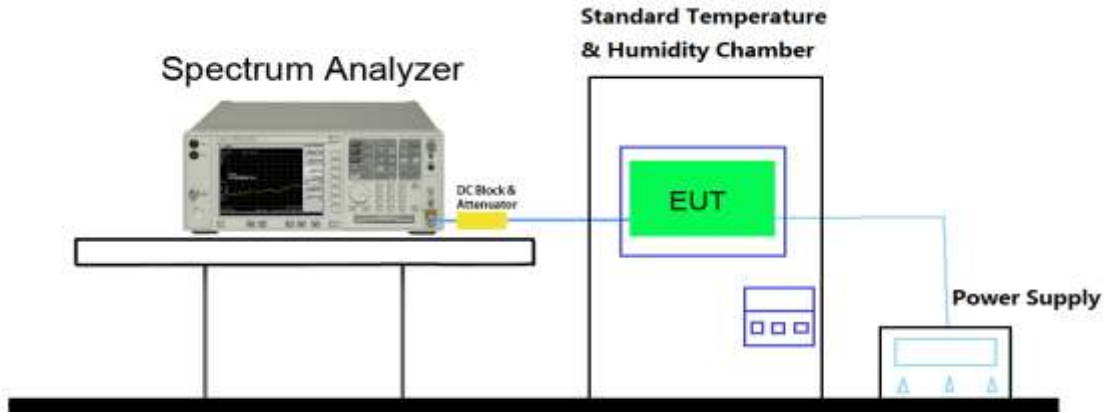 Standard Temperature
& Humidity Chamber
Spectrum Analyzer
DC Block &
Attenuator
EUT
Power Supply